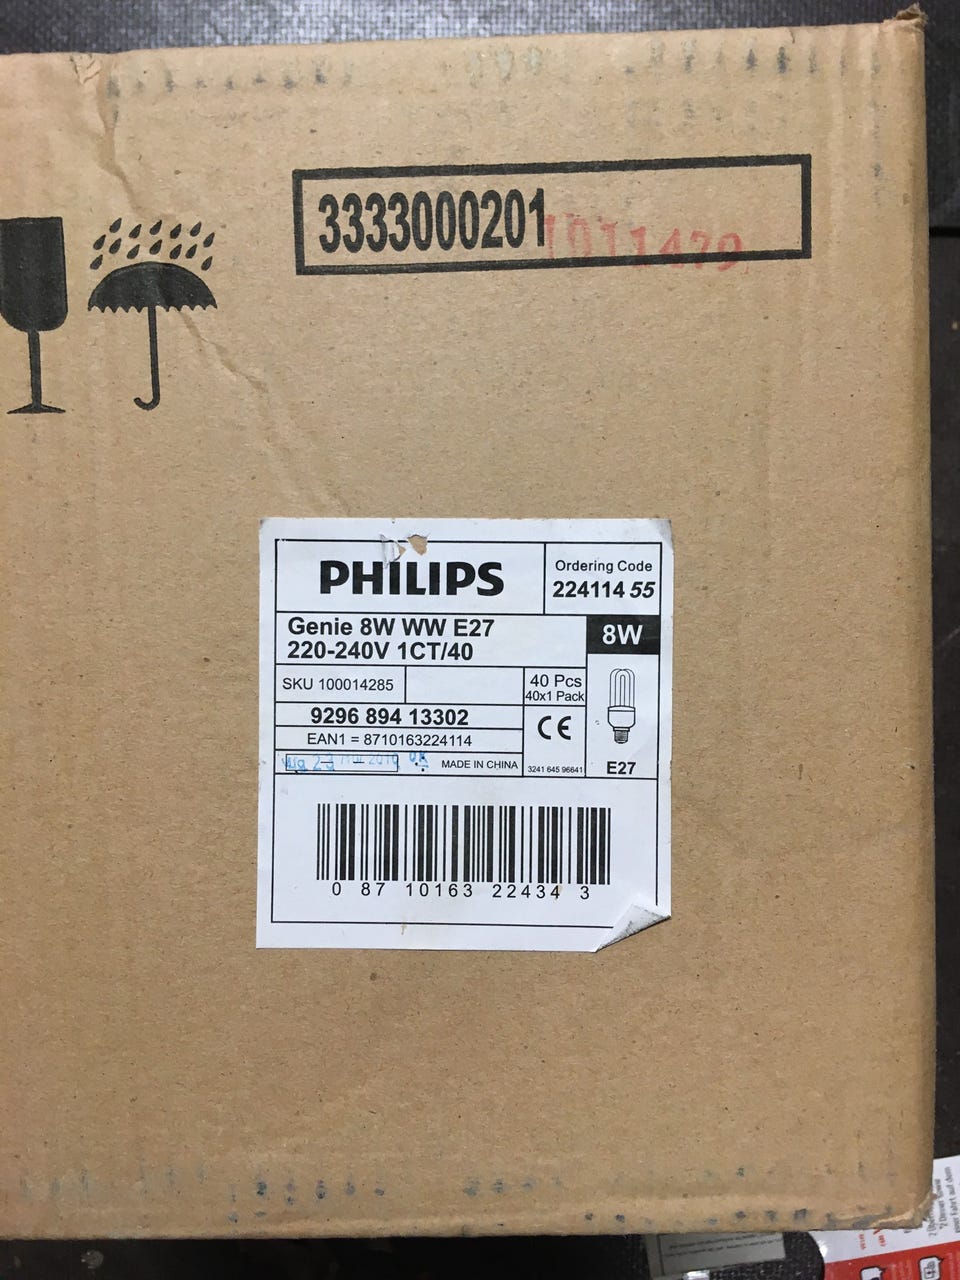 3333000201
1011479
PHILIPS
Ordering Code
224114 55
Genie 8W WW E27
220-240V 1CT/40
8W
SKU 100014285
40 Pcs
40x1 Pack
9296 894 13302
CE
EAN1 = 8710163224114
MADE IN CHINA
3241 645 96641
E27
0 87 10163 22434 3